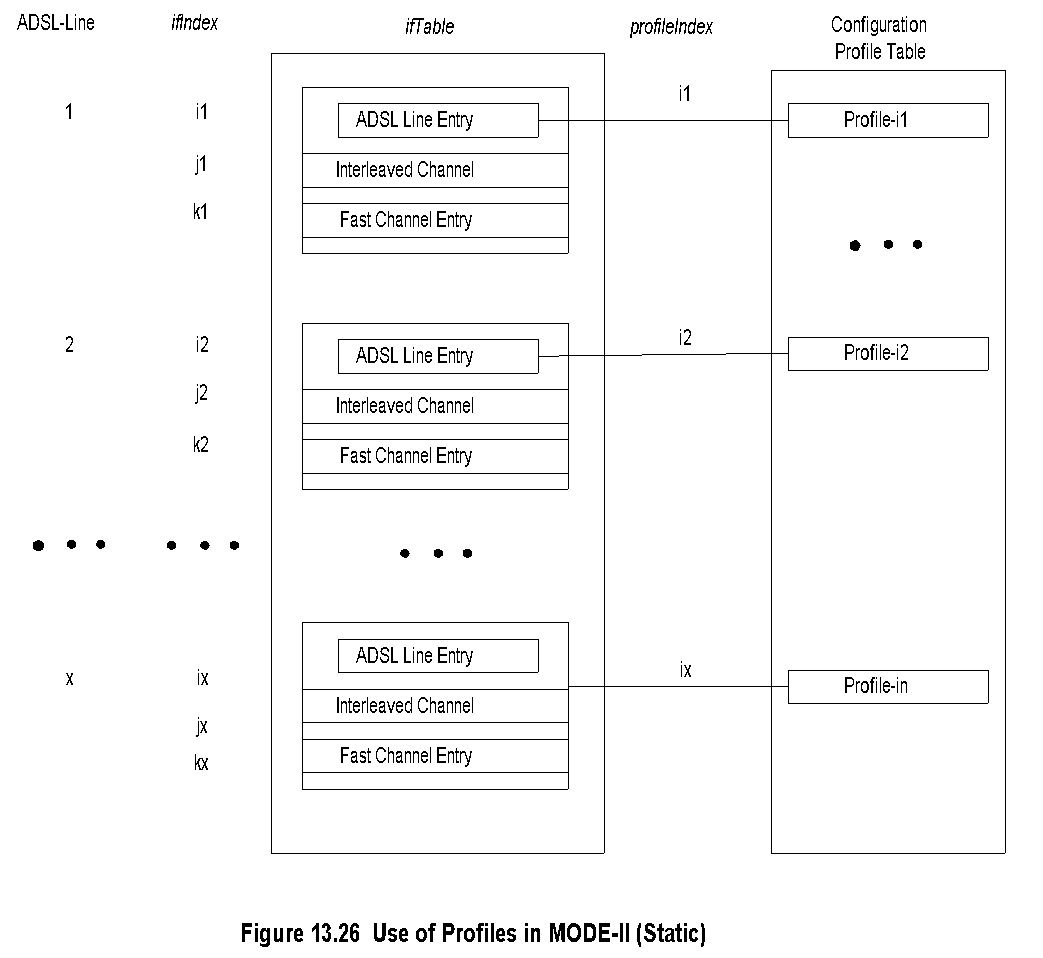 ADSL-Line ifIndex ifTable profileIndex Configuration
Profile Table
1 i1 ADSL Line Entry i1 Profile-i1
j1 Interleaved Channel
k1 Fast Channel Entry
2 i2 ADSL Line Entry i2 Profile-i2
j2 Interleaved Channel
k2 Fast Channel Entry
ADSL Line Entry
x ix ix Profile-in
Interleaved Channel
jx
Fast Channel Entry
kx
Figure 13.26 Use of Profiles in MODE-II (Static)